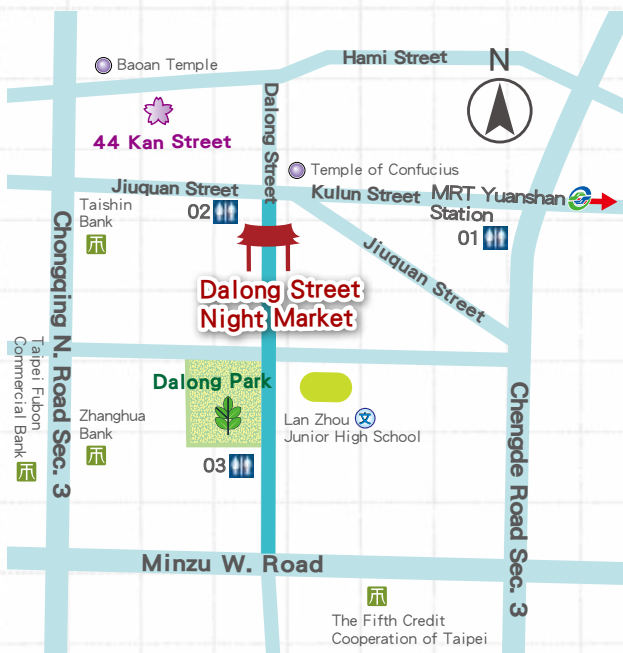 Hami Street
N
Baoan Temple
Dalong Street
44 Kan Street
Temple of Confucius
Jiuquan Street
Kulun Street
MRT Yuanshan
Station
Taishin
Bank
02
01
Chongqing N. Road Sec. 3
Jiuquan Street
Dalong Street
Night Market
Taipei Fubon
Commercial Bank
Dalong Park
Chengde Road Sec. 3
Zhanghua
Bank
Lan Zhou 文
Junior High School
03
Minzu W. Road
The Fifth Credit
Cooperation of Taipei